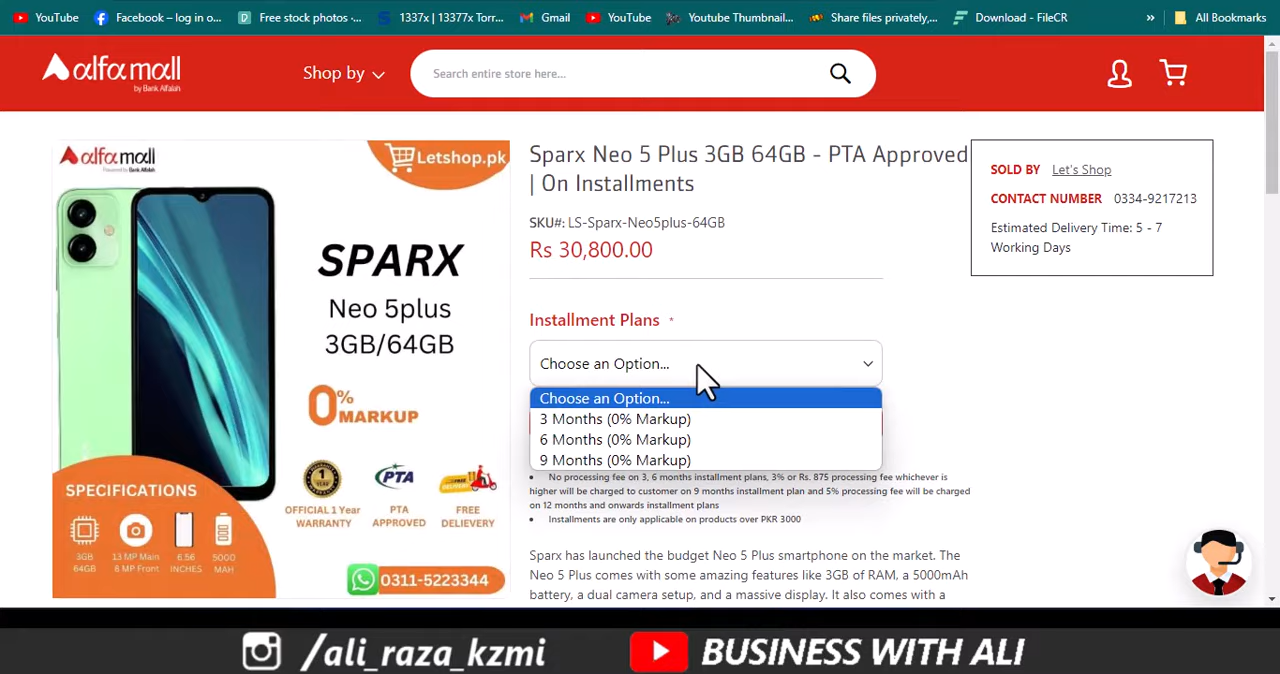 YouTube
Facebook – log in o...
Free stock photos ·...
1337x | 13377x Torr...
Gmail
YouTube
Youtube Thumbnail...
Share files privately,...
Download - FileCR
»
All Bookmarks
alfa mall
by Bank Alfalah
Shop by
Search entire store here...
alfa mall
Powered by Bank Alfalah
Letshop.pk
SPARX
Neo 5plus
3GB/64GB
0%
MARKUP
SPECIFICATIONS
3GB
64GB
13 MP Main
8 MP Front
6.56
INCHES
5000
MAH
1
YEAR
OFFICIAL 1 Year
WARRANTY
PTA
PTA
APPROVED
FREE
DELIEVERY
0311-5223344
Sparx Neo 5 Plus 3GB 64GB - PTA Approved
| On Installments
SKU#: LS-Sparx-Neo5plus-64GB
Rs 30,800.00
Installment Plans *
Choose an Option...
Choose an Option...
3 Months (0% Markup)
6 Months (0% Markup)
9 Months (0% Markup)
• No processing fee on 3, 6 months installment plans, 3% or Rs. 875 processing fee whichever is
higher will be charged to customer on 9 months installment plan and 5% processing fee will be charged
on 12 months and onwards installment plans
• Installments are only applicable on products over PKR 3000
Sparx has launched the budget Neo 5 Plus smartphone on the market. The
Neo 5 Plus comes with some amazing features like 3GB of RAM, a 5000mAh
battery, a dual camera setup, and a massive display. It also comes with a
SOLD BY Let's Shop
CONTACT NUMBER 0334-9217213
Estimated Delivery Time: 5 - 7
Working Days
/ali_raza_kzmi
BUSINESS WITH ALI